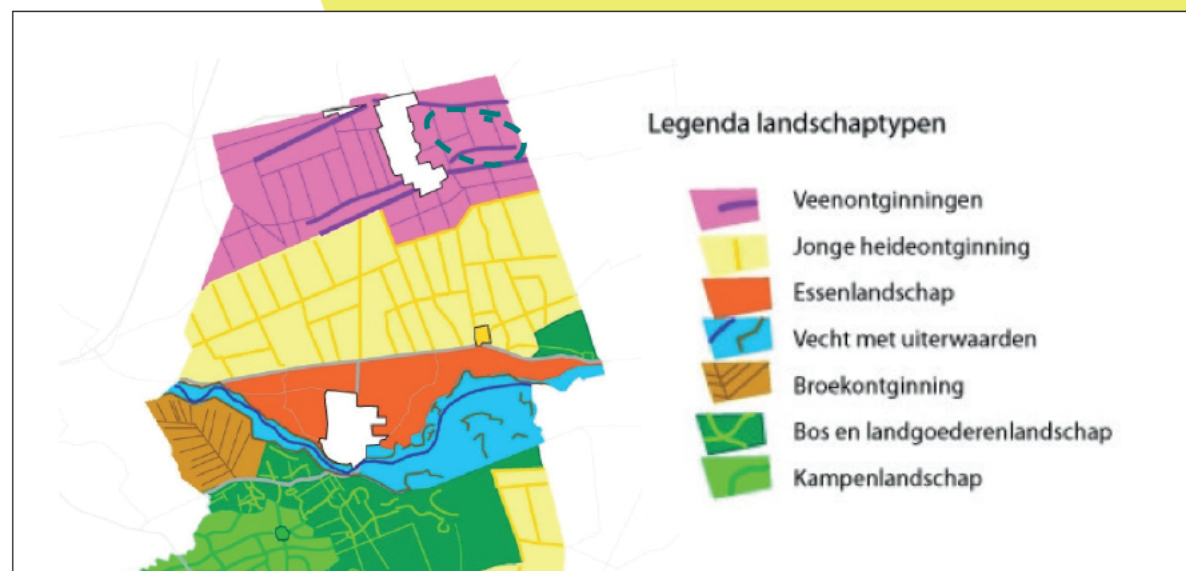 Legenda landschaptypen
Veenontginningen
Jonge heideontginning
Essenlandschap
Vecht met uiterwaarden
Broekontginning
Bos en landgoederenlandschap
Kampenlandschap